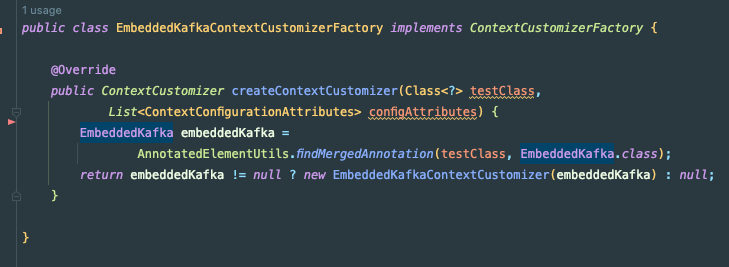 1 usage
public class EmbeddedKafkaContextCustomizerFactory implements ContextCustomizerFactory {
@Override
public ContextCustomizer createContextCustomizer(Class<?> testClass,
List<ContextConfigurationAttributes> configAttributes) {
EmbeddedKafka embeddedKafka =
AnnotatedElementUtils.findMergedAnnotation(testClass, EmbeddedKafka.class);
return embeddedKafka != null ? new EmbeddedKafkaContextCustomizer(embeddedKafka) : null;
}
}